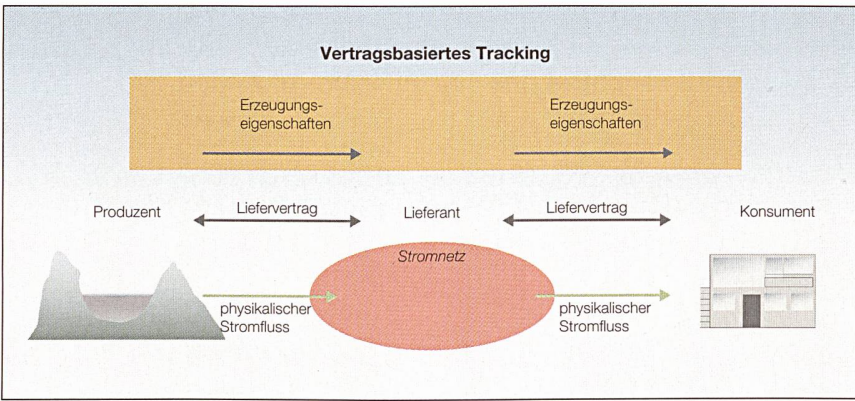 Vertragsbasiertes Tracking
Erzeugungs-
eigenschaften
Erzeugungs-
eigenschaften
Produzent
Liefervertrag
Lieferant
Liefervertrag
Konsument
Stromnetz
physikalischer
Stromfluss
physikalischer
Stromfluss